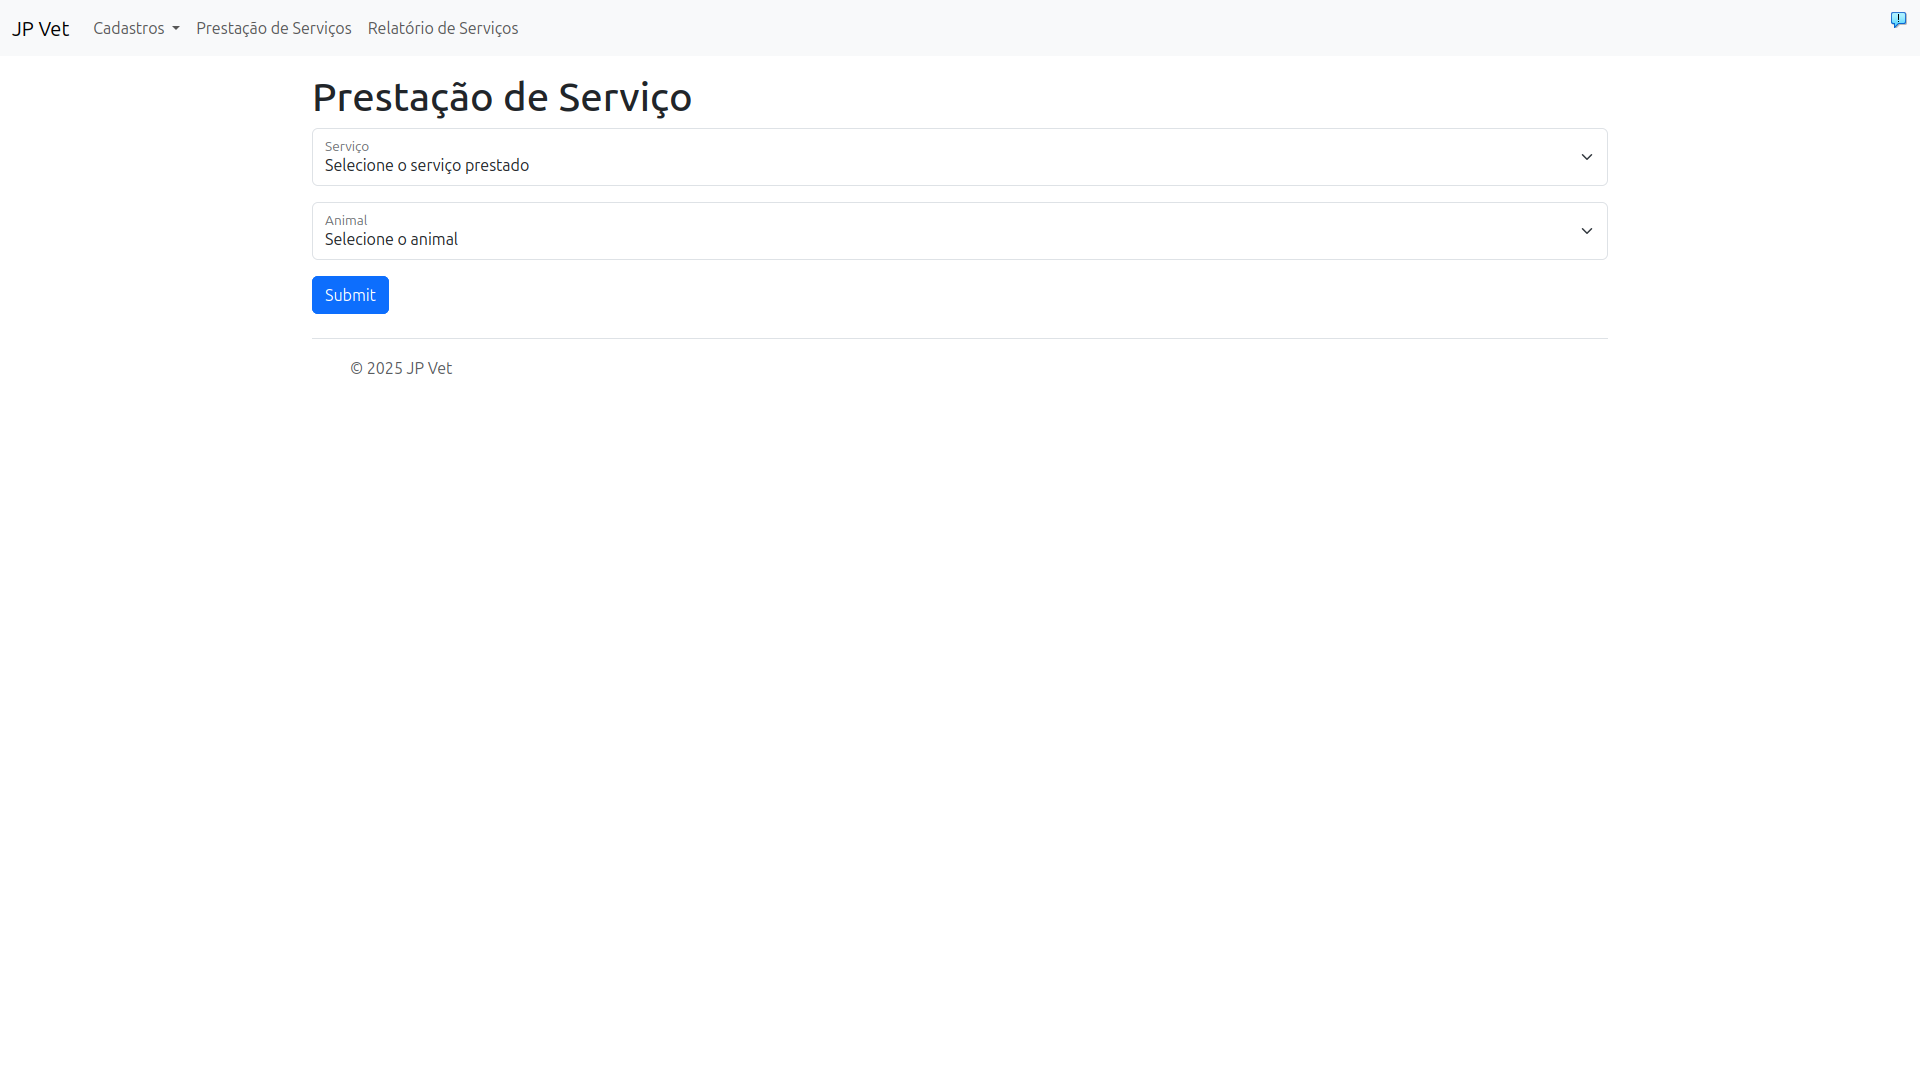 JP Vet Cadastros Prestação de Serviços Relatório de Serviços
Prestação de Serviço
Serviço
Selecione o serviço prestado
Animal
Selecione o animal
Submit
© 2025 JP Vet